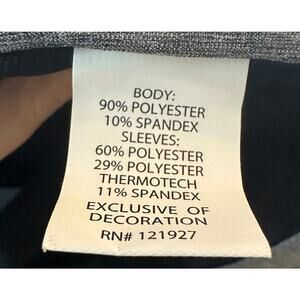 BODY:
90% POLYESTER
10% SPANDEX
SLEEVES:
60% POLYESTER
29% POLYESTER
THERMOTECH
11% SPANDEX
EXCLUSIVE OF
DECORATION
RN# 121927